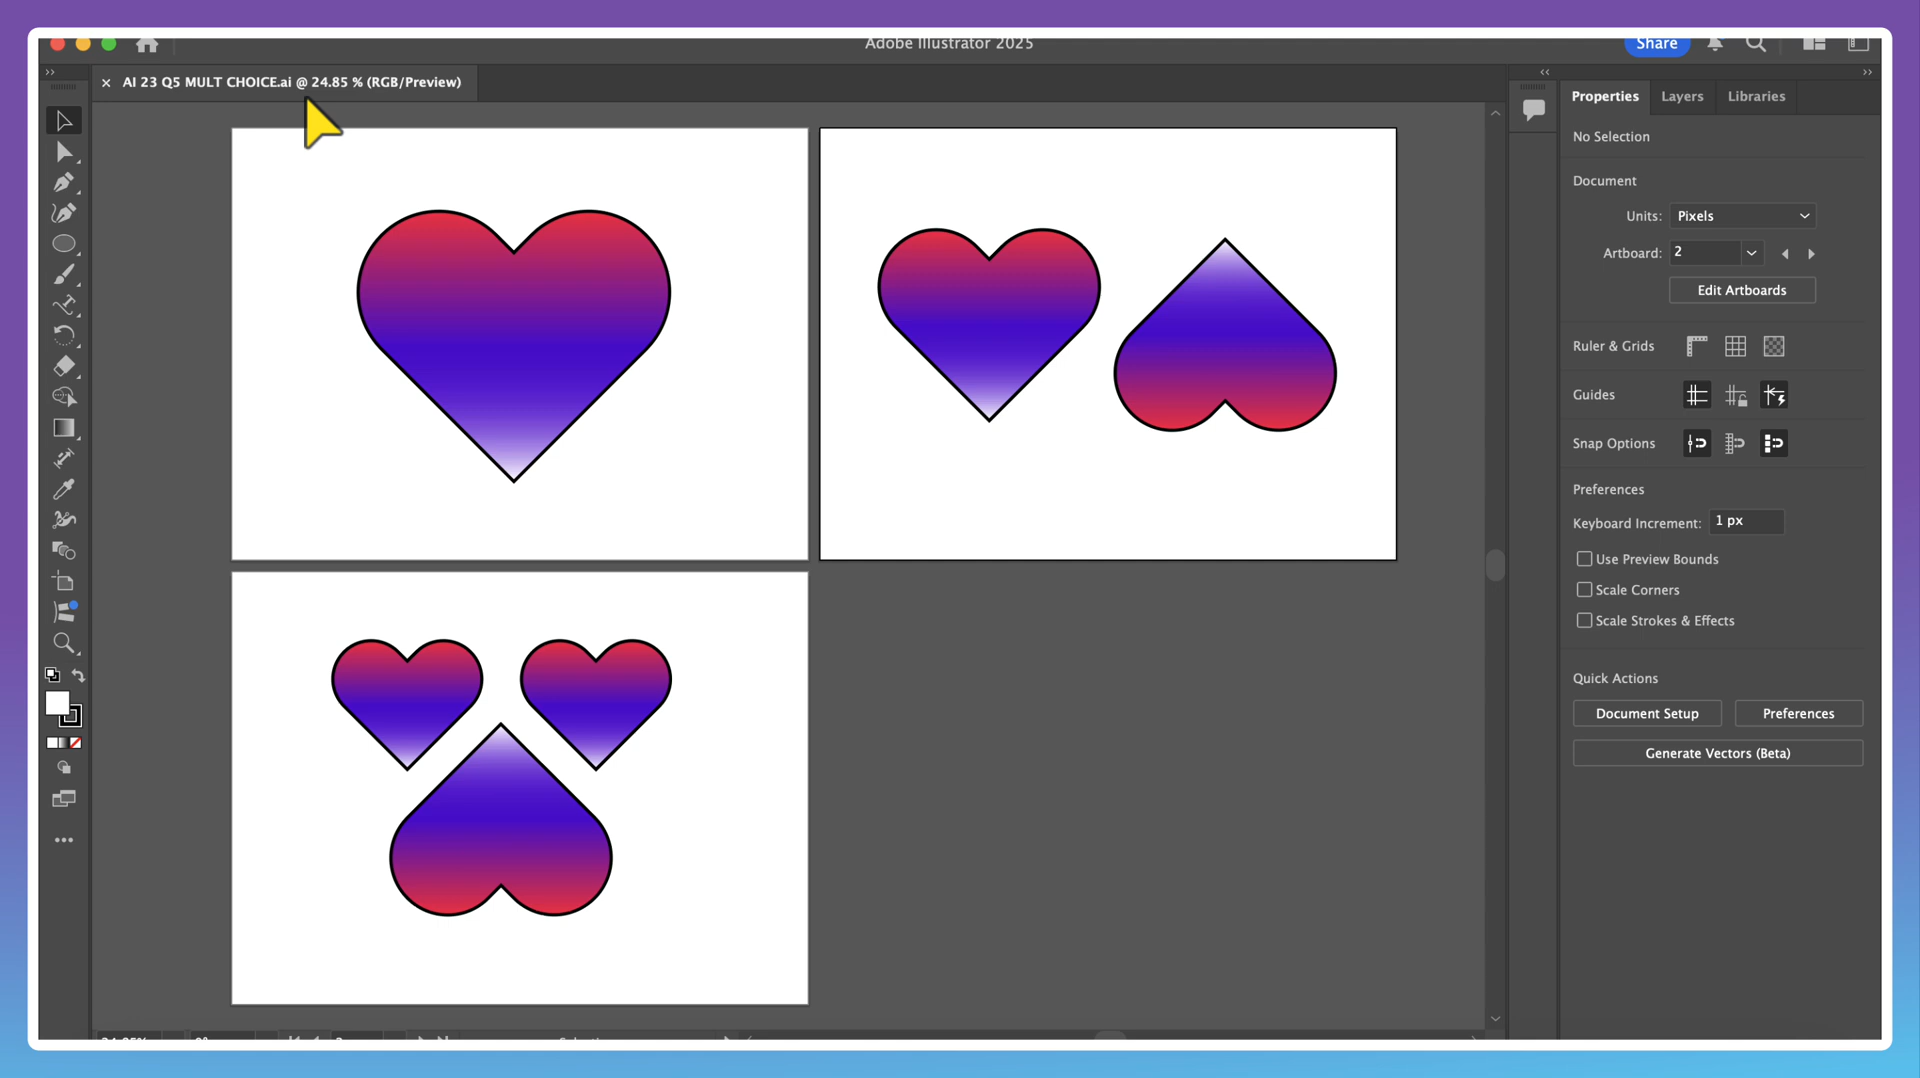 Adobe Illustrator 2025
Share
AI 23 Q5 MULT CHOICE.ai @ 24.85 % (RGB/Preview)
Properties
Layers
Libraries
No Selection
Document
Units: Pixels
Artboard: 2
Edit Artboards
Ruler & Grids
Guides
Snap Options
Preferences
Keyboard Increment: 1 px
Use Preview Bounds
Scale Corners
Scale Strokes & Effects
Quick Actions
Document Setup
Preferences
Generate Vectors (Beta)